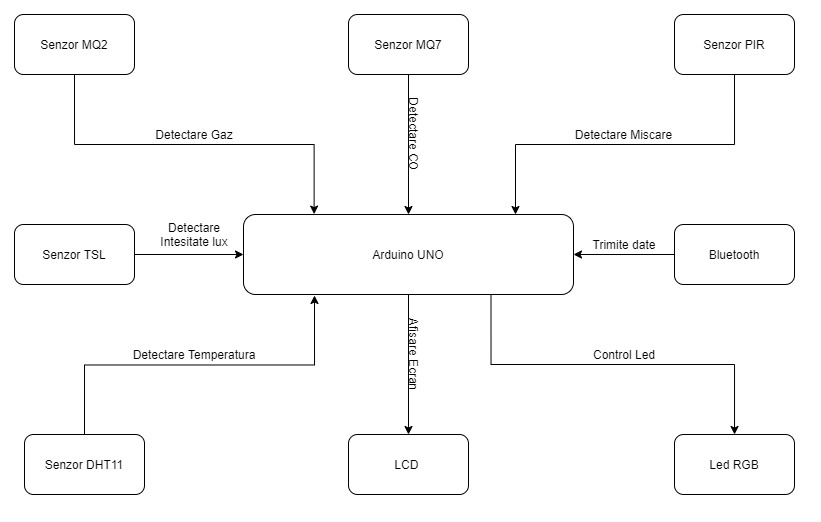 Senzor MQ2
Senzor MQ7
Senzor PIR
Detectare Gaz
Detectare CO
Detectare Miscare
Senzor TSL
Detectare
Intesitate lux
Arduino UNO
Trimite date
Bluetooth
Detectare Temperatura
Afisare Ecran
Control Led
Senzor DHT11
LCD
Led RGB